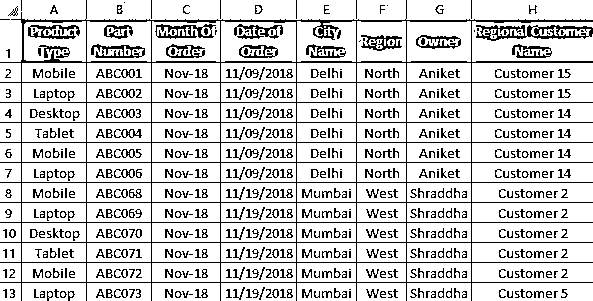 A B C D E F G H
1 Product Type Part Number Month Of Order Date of Order City Name Region Owner Regional Customer Name
2 Mobile ABC001 Nov-18 11/09/2018 Delhi North Aniket Customer 15
3 Laptop ABC002 Nov-18 11/09/2018 Delhi North Aniket Customer 15
4 Desktop ABC003 Nov-18 11/09/2018 Delhi North Aniket Customer 14
5 Tablet ABC004 Nov-18 11/09/2018 Delhi North Aniket Customer 14
6 Mobile ABC005 Nov-18 11/09/2018 Delhi North Aniket Customer 14
7 Laptop ABC006 Nov-18 11/09/2018 Delhi North Aniket Customer 14
8 Mobile ABC068 Nov-18 11/19/2018 Mumbai West Shraddha Customer 2
9 Laptop ABC069 Nov-18 11/19/2018 Mumbai West Shraddha Customer 2
10 Desktop ABC070 Nov-18 11/19/2018 Mumbai West Shraddha Customer 2
11 Tablet ABC071 Nov-18 11/19/2018 Mumbai West Shraddha Customer 2
12 Mobile ABC072 Nov-18 11/19/2018 Mumbai West Shraddha Customer 2
13 Laptop ABC073 Nov-18 11/19/2018 Mumbai West Shraddha Customer 5